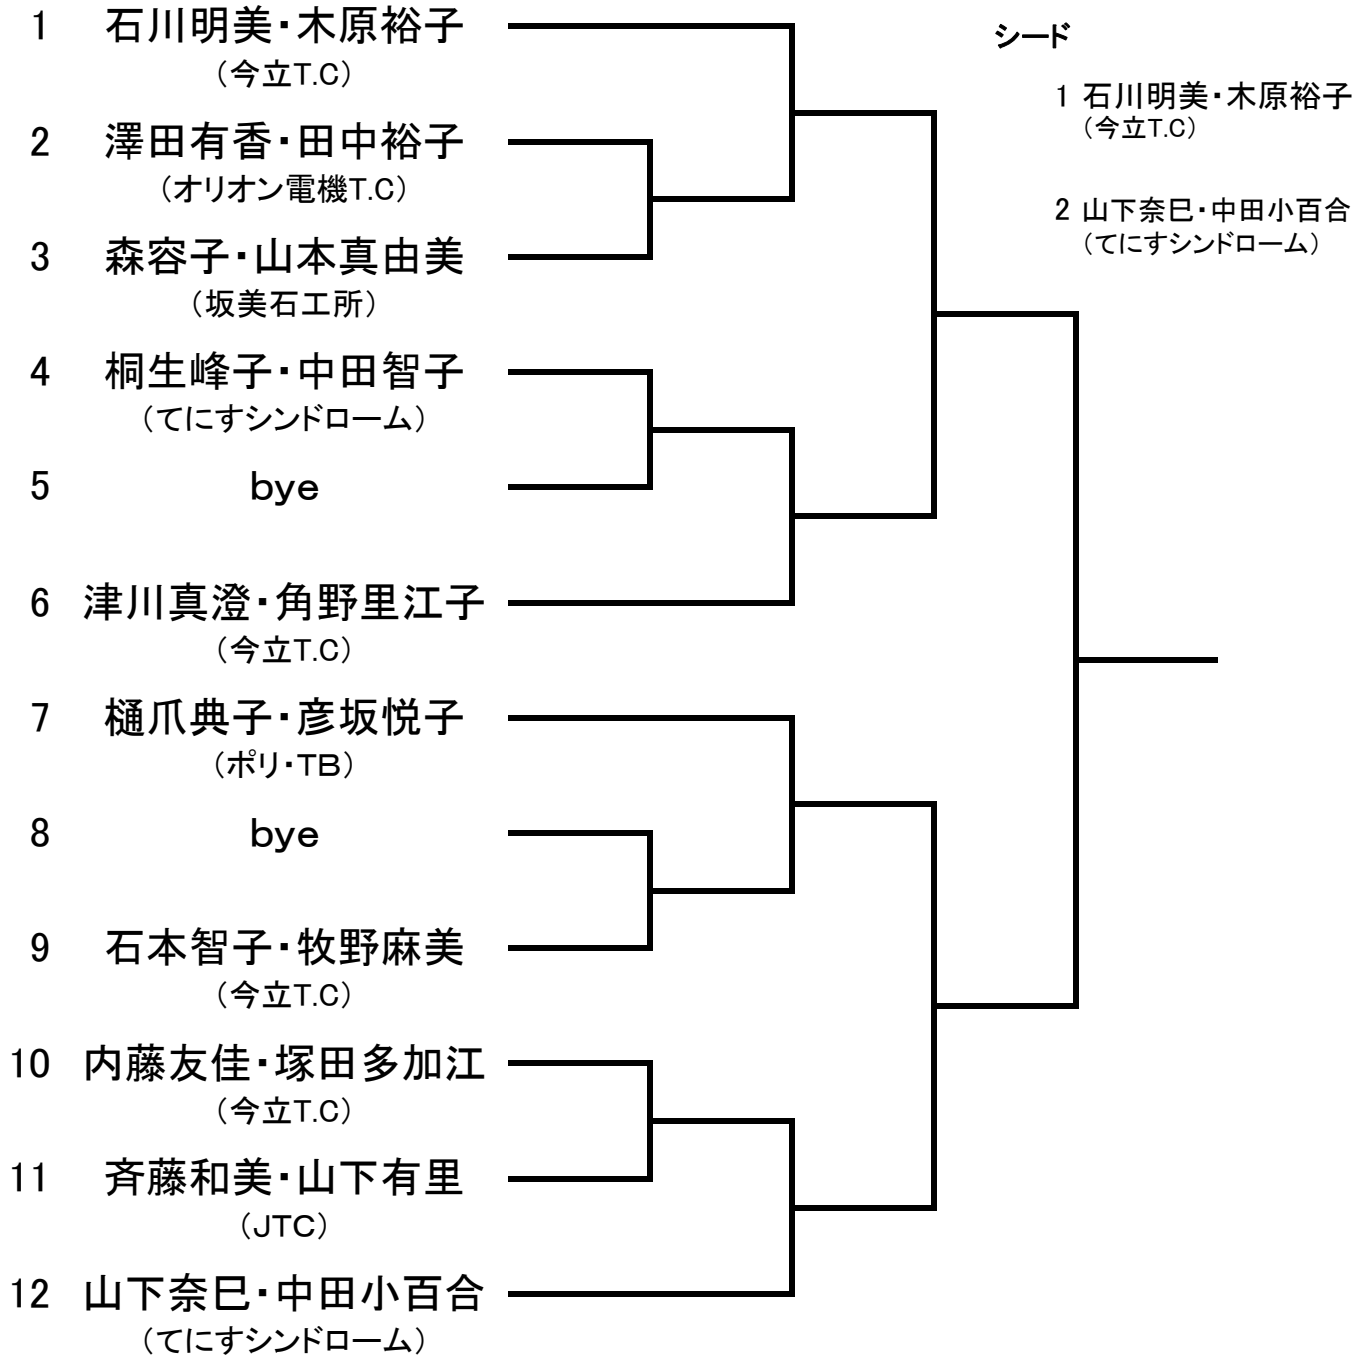 1 石川明美・木原裕子
（今立T.C）
2 澤田有香・田中裕子
（オリオン電機T.C）
3 森容子・山本真由美
（坂美石工所）
4 桐生峰子・中田智子
（てにすシンドローム）
5 bye
6 津川真澄・角野里江子
（今立T.C）
7 樋爪典子・彦坂悦子
（ポリ・TB）
8 bye
9 石本智子・牧野麻美
（今立T.C）
10 内藤友佳・塚田多加江
（今立T.C）
11 斉藤和美・山下有里
（JTC）
12 山下奈巳・中田小百合
（てにすシンドローム）
シード
1 石川明美・木原裕子
（今立T.C）
2 山下奈巳・中田小百合
（てにすシンドローム）